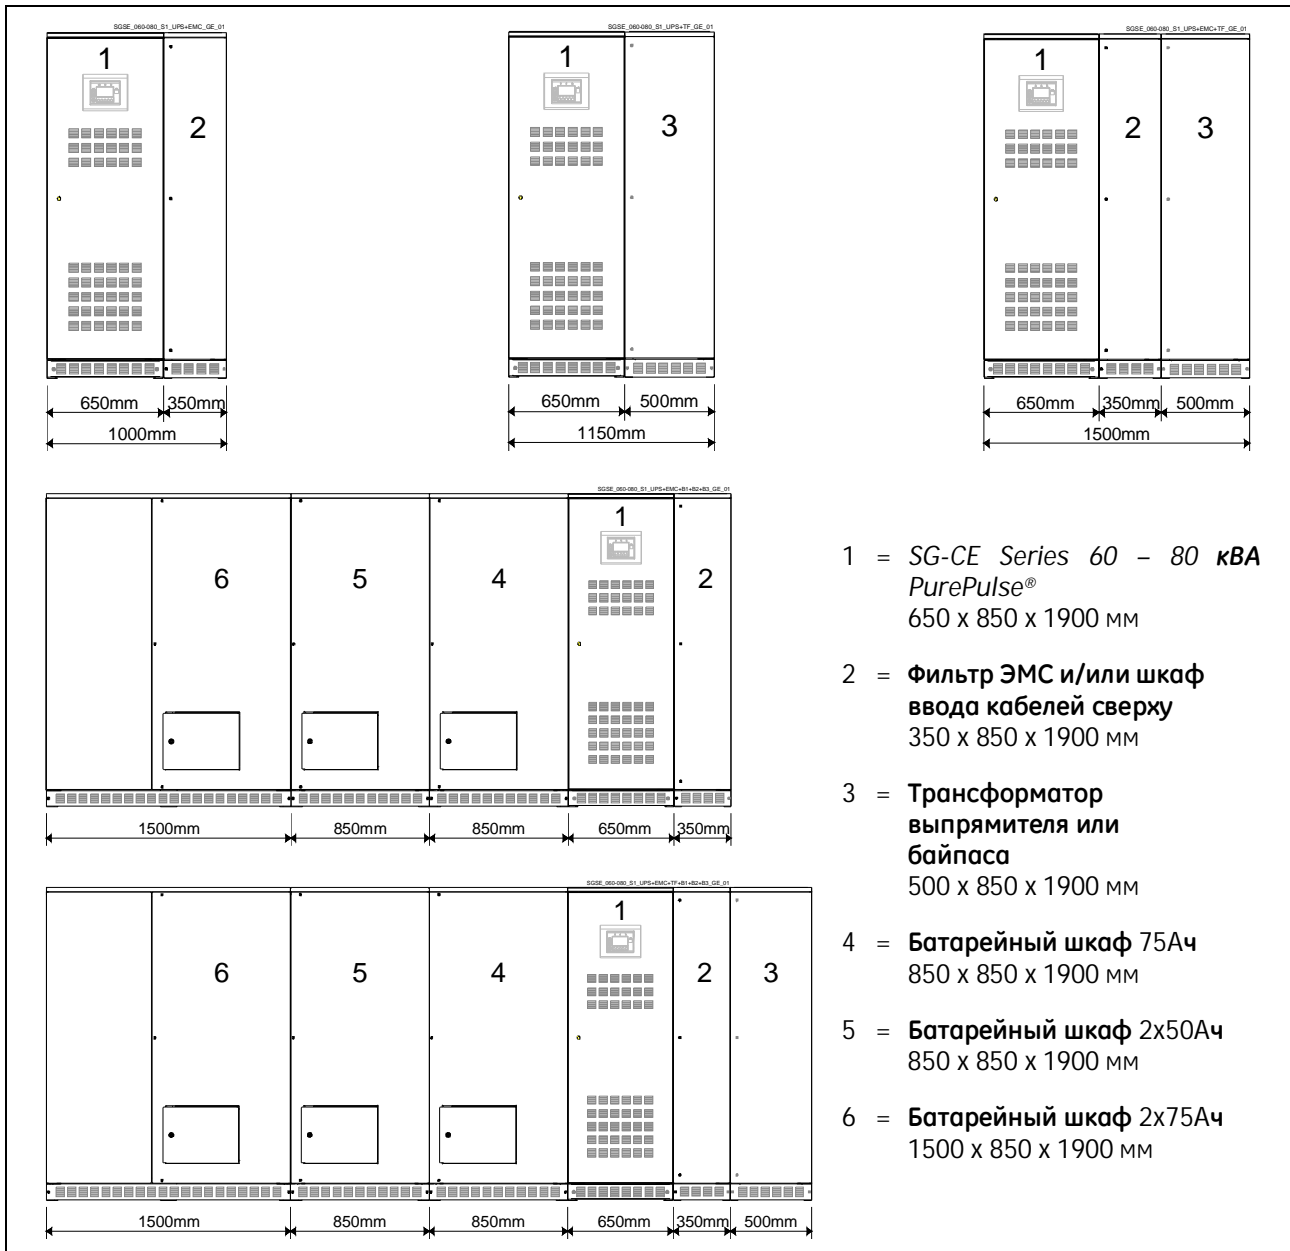 SGSE_060-080_S1_UPS+EMC_GE_01
1
2
650mm
350mm
1000mm
SGSE_060-080_S1_UPS+TF_GE_01
1
3
650mm
500mm
1150mm
SGSE_060-080_S1_UPS+EMC+TF_GE_01
1
2
3
650mm
350mm
500mm
1500mm
SGSE_060-080_S1_UPS+EMC+B1+B2+B3_GE_01
6
5
4
1
2
1500mm
850mm
850mm
650mm
350mm
SGSE_060-080_S1_UPS+EMC+TF+B1+B2+B3_GE_01
6
5
4
1
2
3
1500mm
850mm
850mm
650mm
350mm
500mm
1 = SG-CE Series 60 – 80 кВА
PurePulse®
650 x 850 x 1900 мм
2 = Фильтр ЭМС и/или шкаф
ввода кабелей сверху
350 x 850 x 1900 мм
3 = Трансформатор
выпрямителя или
байпаса
500 x 850 x 1900 мм
4 = Батарейный шкаф 75Ач
850 x 850 x 1900 мм
5 = Батарейный шкаф 2x50Ач
850 x 850 x 1900 мм
6 = Батарейный шкаф 2x75Ач
1500 x 850 x 1900 мм